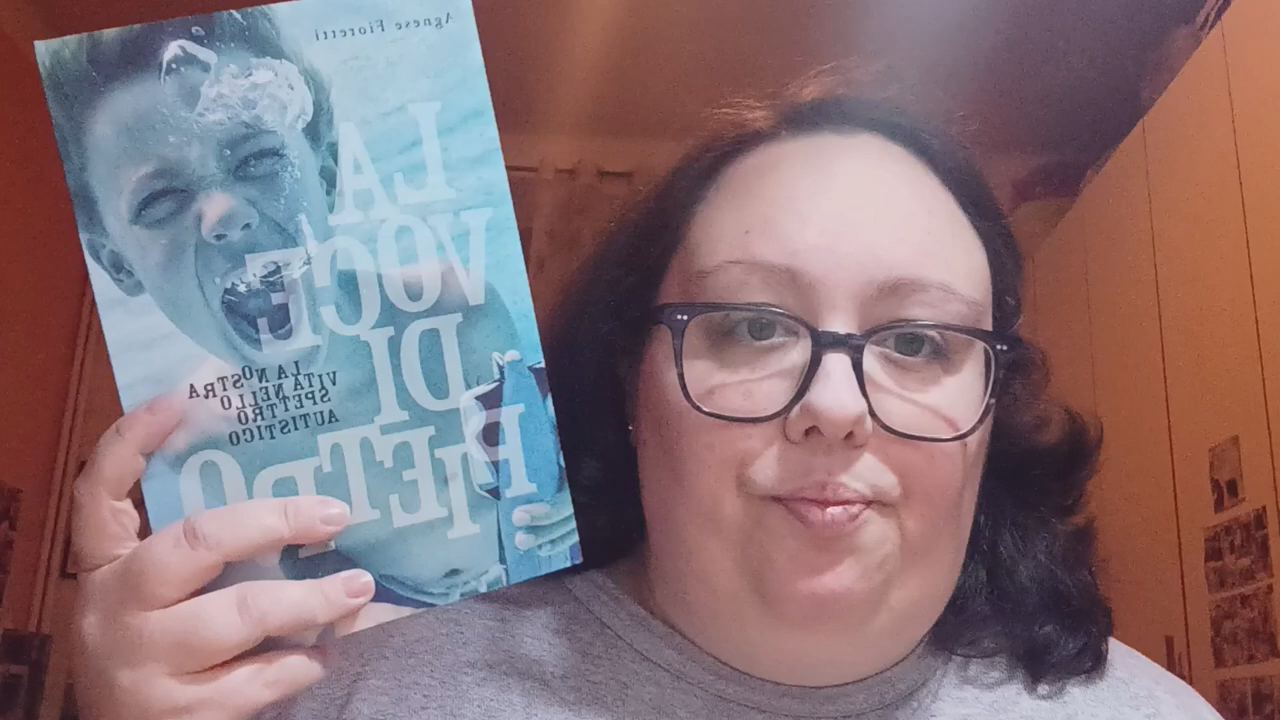 Agnese Fioretti
LA
VOCE
DI
PIETRO
LA NOSTRA
VITA NELLO
SPETTRO
AUTISTICO